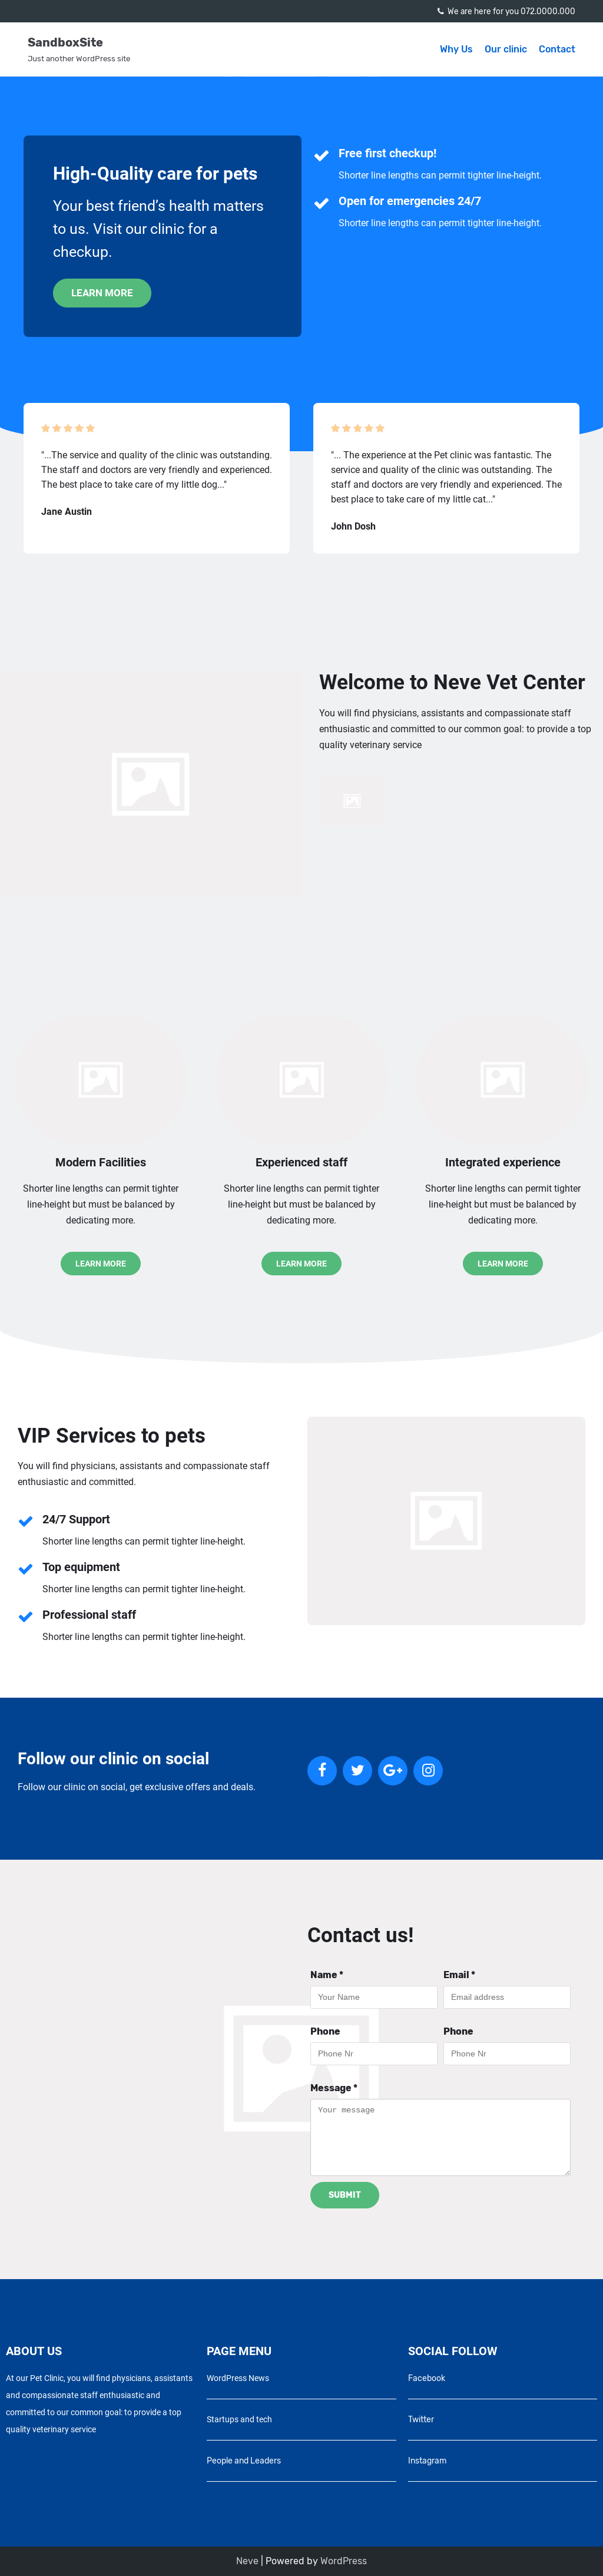 We are here for you 072.0000.000
SandboxSite
Just another WordPress site
Why Us
Our clinic
Contact
High-Quality care for pets
Your best friend’s health matters
to us. Visit our clinic for a
checkup.
LEARN MORE
Free first checkup!
Shorter line lengths can permit tighter line-height.
Open for emergencies 24/7
Shorter line lengths can permit tighter line-height.
"...The service and quality of the clinic was outstanding.
The staff and doctors are very friendly and experienced.
The best place to take care of my little dog..."
Jane Austin
"... The experience at the Pet clinic was fantastic. The
service and quality of the clinic was outstanding. The
staff and doctors are very friendly and experienced. The
best place to take care of my little cat..."
John Dosh
Welcome to Neve Vet Center
You will find physicians, assistants and compassionate staff
enthusiastic and committed to our common goal: to provide a top
quality veterinary service
Modern Facilities
Shorter line lengths can permit tighter
line-height but must be balanced by
dedicating more.
LEARN MORE
Experienced staff
Shorter line lengths can permit tighter
line-height but must be balanced by
dedicating more.
LEARN MORE
Integrated experience
Shorter line lengths can permit tighter
line-height but must be balanced by
dedicating more.
LEARN MORE
VIP Services to pets
You will find physicians, assistants and compassionate staff
enthusiastic and committed.
24/7 Support
Shorter line lengths can permit tighter line-height.
Top equipment
Shorter line lengths can permit tighter line-height.
Professional staff
Shorter line lengths can permit tighter line-height.
Follow our clinic on social
Follow our clinic on social, get exclusive offers and deals.
Contact us!
Name *
Your Name
Email *
Email address
Phone
Phone Nr
Phone
Phone Nr
Message *
Your message
SUBMIT
ABOUT US
At our Pet Clinic, you will find physicians, assistants
and compassionate staff enthusiastic and
committed to our common goal: to provide a top
quality veterinary service
PAGE MENU
WordPress News
Startups and tech
People and Leaders
SOCIAL FOLLOW
Facebook
Twitter
Instagram
Neve | Powered by WordPress